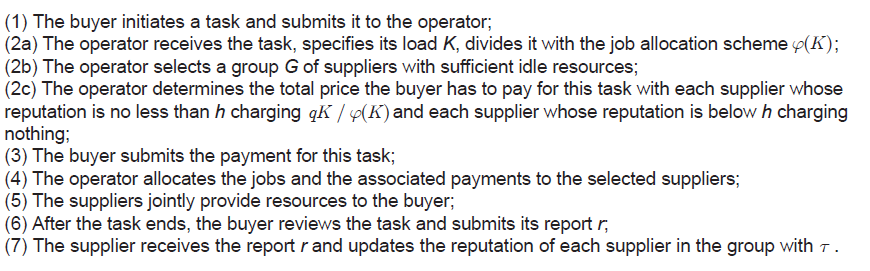 (1) The buyer initiates a task and submits it to the operator;
(2a) The operator receives the task, specifies its load K, divides it with the job allocation scheme φ(K);
(2b) The operator selects a group G of suppliers with sufficient idle resources;
(2c) The operator determines the total price the buyer has to pay for this task with each supplier whose
reputation is no less than h charging qK / φ(K) and each supplier whose reputation is below h charging
nothing;
(3) The buyer submits the payment for this task;
(4) The operator allocates the jobs and the associated payments to the selected suppliers;
(5) The suppliers jointly provide resources to the buyer;
(6) After the task ends, the buyer reviews the task and submits its report r;
(7) The supplier receives the report r and updates the reputation of each supplier in the group with τ .